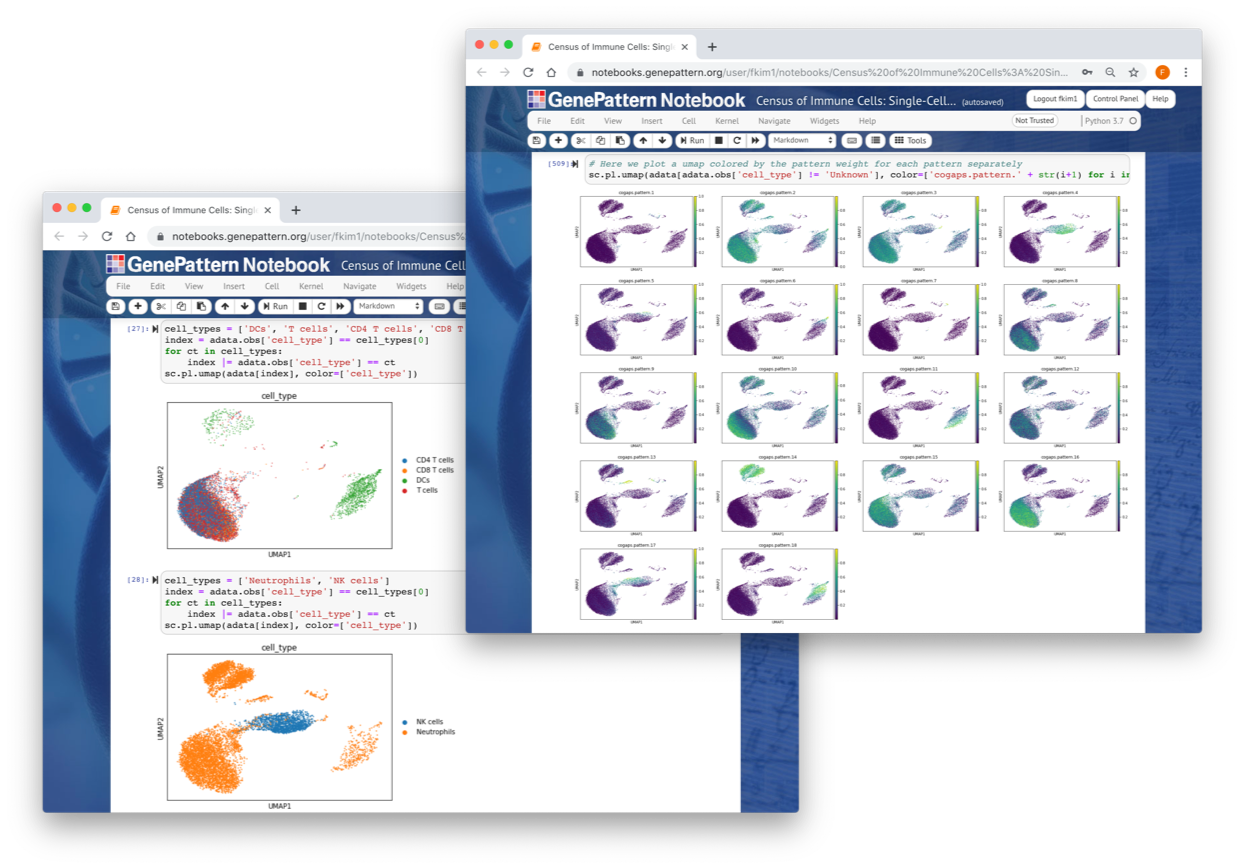 Census of Immune Cells: Singl
notebooks.genepattern.org/user/fkim1/notebooks/Census%20of%20Immune%20Cells%3A%20Sin...
F
GenePattern Notebook Census of Immune Cells: Single-Cell... (autosaved)
Logout fkim1 Control Panel Help
File Edit View Insert Cell Kernel Navigate Widgets Help
Not Trusted Python 3.7
Run Markdown Tools
[509]:
# Here we plot a umap colored by the pattern weight for each pattern separately
sc.pl.umap(adata[adata.obs['cell_type'] != 'Unknown'], color=['cogaps.pattern.' + str(i+1) for i in
cogaps.pattern.1 cogaps.pattern.2 cogaps.pattern.3 cogaps.pattern.4
cogaps.pattern.5 cogaps.pattern.6 cogaps.pattern.7 cogaps.pattern.8
cogaps.pattern.9 cogaps.pattern.10 cogaps.pattern.11 cogaps.pattern.12
cogaps.pattern.13 cogaps.pattern.14 cogaps.pattern.15 cogaps.pattern.16
cogaps.pattern.17 cogaps.pattern.18
Census of Immune Cells: Singl
notebooks.genepattern.org/user/fkim1/notebooks/Census%
GenePattern Notebook Census of Immune Cell
File Edit View Insert Cell Kernel Navigate Widgets Help
Run Markdown
[27]:
cell_types = ['DCs', 'T cells', 'CD4 T cells', 'CD8 T
index = adata.obs['cell_type'] == cell_types[0]
for ct in cell_types:
index |= adata.obs['cell_type'] == ct
sc.pl.umap(adata[index], color=['cell_type'])
cell_type
UMAP2
CD4 T cells
CD8 T cells
DCs
T cells
UMAP1
[28]:
cell_types = ['Neutrophils', 'NK cells']
index = adata.obs['cell_type'] == cell_types[0]
for ct in cell_types:
index |= adata.obs['cell_type'] == ct
sc.pl.umap(adata[index], color=['cell_type'])
cell_type
UMAP2
NK cells
Neutrophils
UMAP1